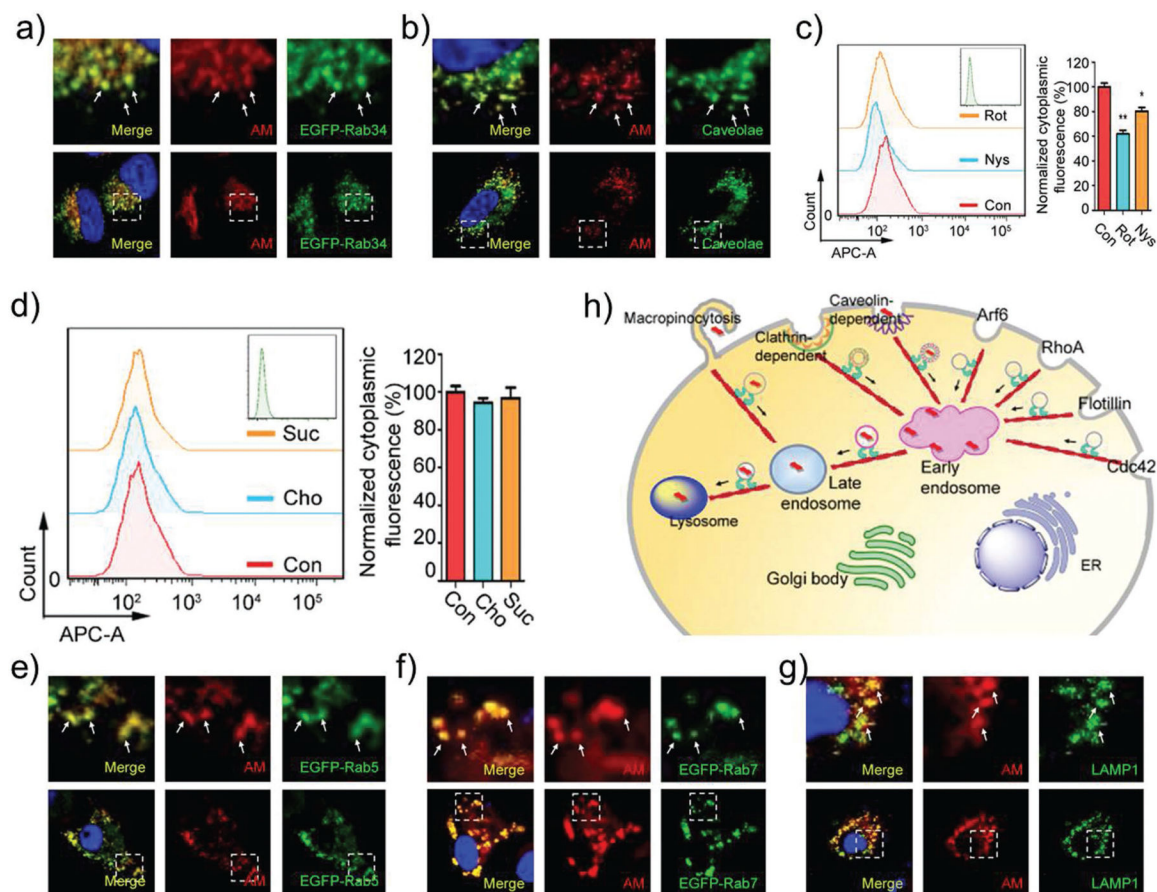 a)
Merge
AM
EGFP-Rab34
Merge
AM
EGFP-Rab34
b)
Merge
AM
Caveolae
Merge
AM
Caveolae
c)
Count
0
Rot
Nys
Con
10² 10³ 10⁴ 10⁵
APC-A
Normalized cytoplasmic
fluorescence (%)
120
100
80
60
40
20
0
Con
Rot
Nys
**
*
d)
Count
0
Suc
Cho
Con
10² 10³ 10⁴ 10⁵
APC-A
Normalized cytoplasmic
fluorescence (%)
120
100
80
60
40
20
0
Con
Cho
Suc
h)
Macropinocytosis
Clathrin-
dependent
Caveolin-
dependent
Arf6
RhoA
Flotillin
Cdc42
Early
endosome
Late
endosome
Lysosome
Golgi body
ER
e)
Merge
AM
EGFP-Rab5
Merge
AM
EGFP-Rab5
f)
Merge
AM
EGFP-Rab7
Merge
AM
EGFP-Rab7
g)
Merge
AM
LAMP1
Merge
AM
LAMP1